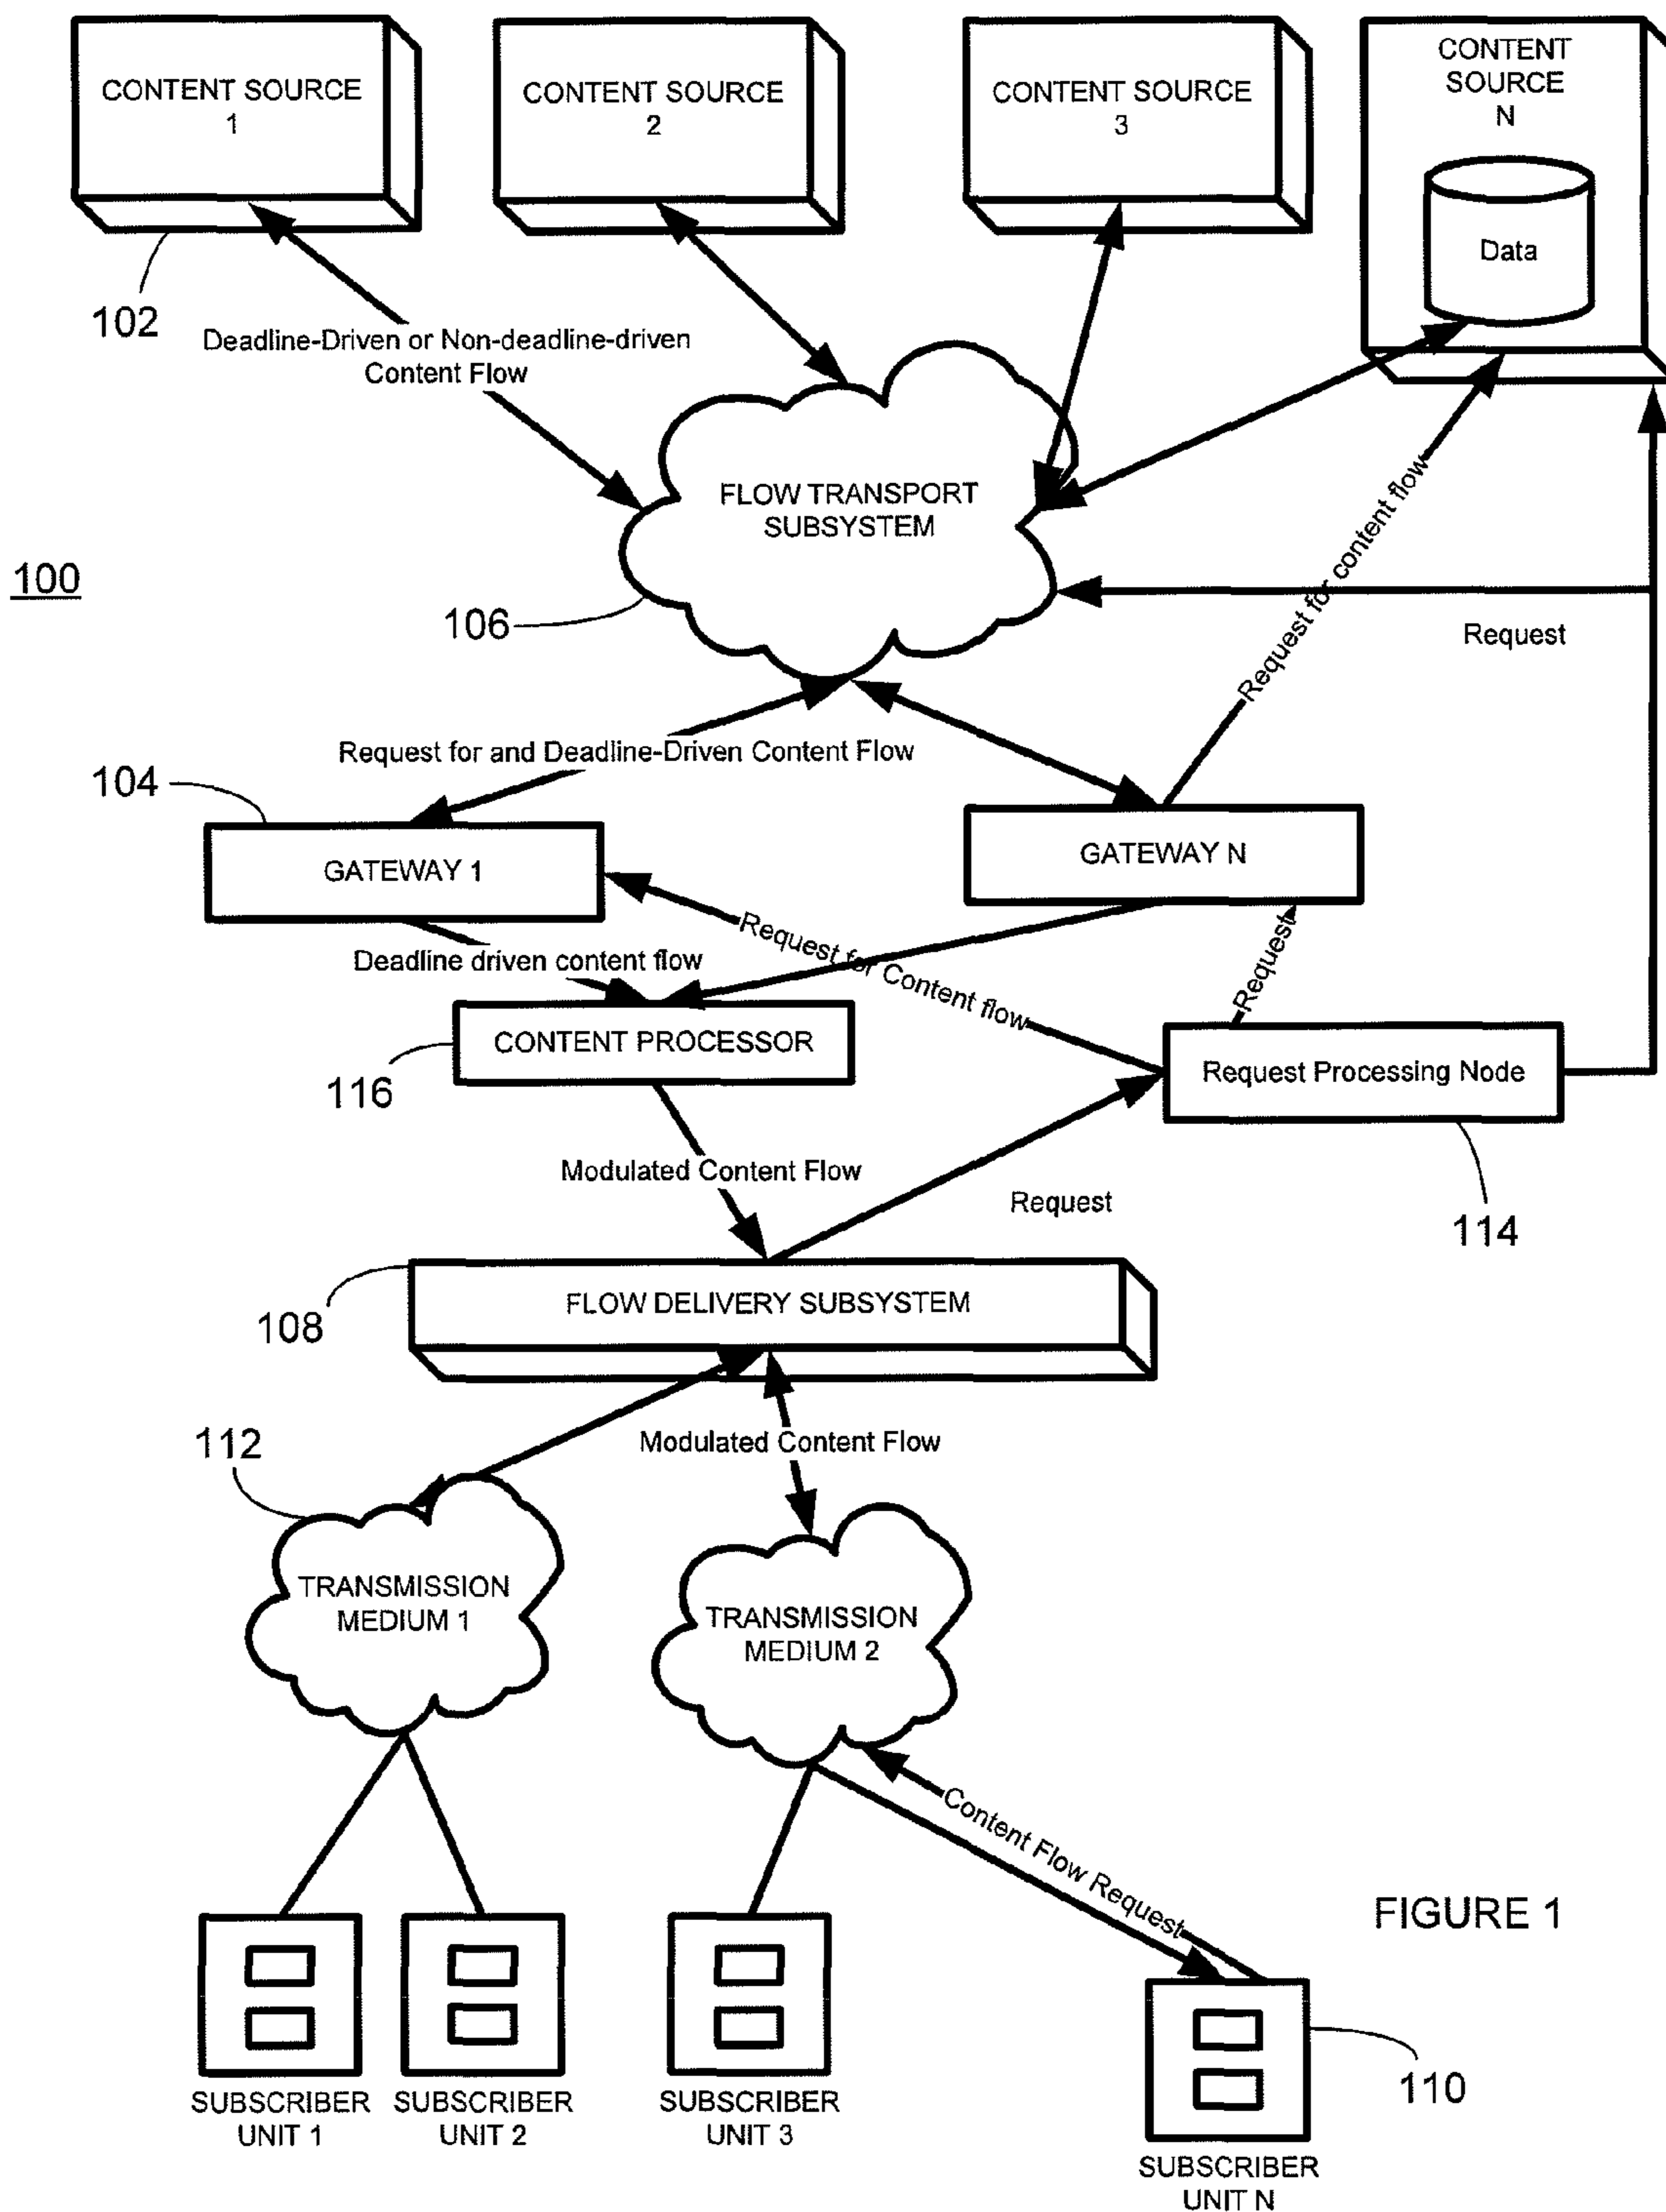 CONTENT SOURCE
1
CONTENT SOURCE
2
CONTENT SOURCE
3
CONTENT
SOURCE
N
Data
102
Deadline-Driven or Non-deadline-driven
Content Flow
FLOW TRANSPORT
SUBSYSTEM
Request for content flow
100
106
Request
Request for and Deadline-Driven Content Flow
104
GATEWAY 1
GATEWAY N
Request for Content flow
Deadline driven content flow
Request
CONTENT PROCESSOR
Request Processing Node
116
Modulated Content Flow
Request
114
FLOW DELIVERY SUBSYSTEM
108
112
Modulated Content Flow
TRANSMISSION
MEDIUM 1
TRANSMISSION
MEDIUM 2
Content Flow Request
FIGURE 1
SUBSCRIBER
UNIT 1
SUBSCRIBER
UNIT 2
SUBSCRIBER
UNIT 3
110
SUBSCRIBER
UNIT N